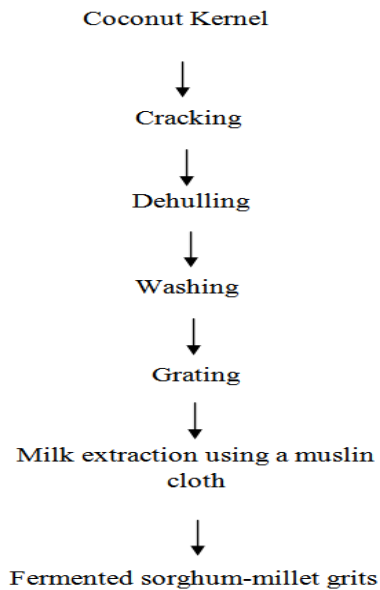 Coconut Kernel
Cracking
Dehulling
Washing
Grating
Milk extraction using a muslin
cloth
Fermented sorghum-millet grits